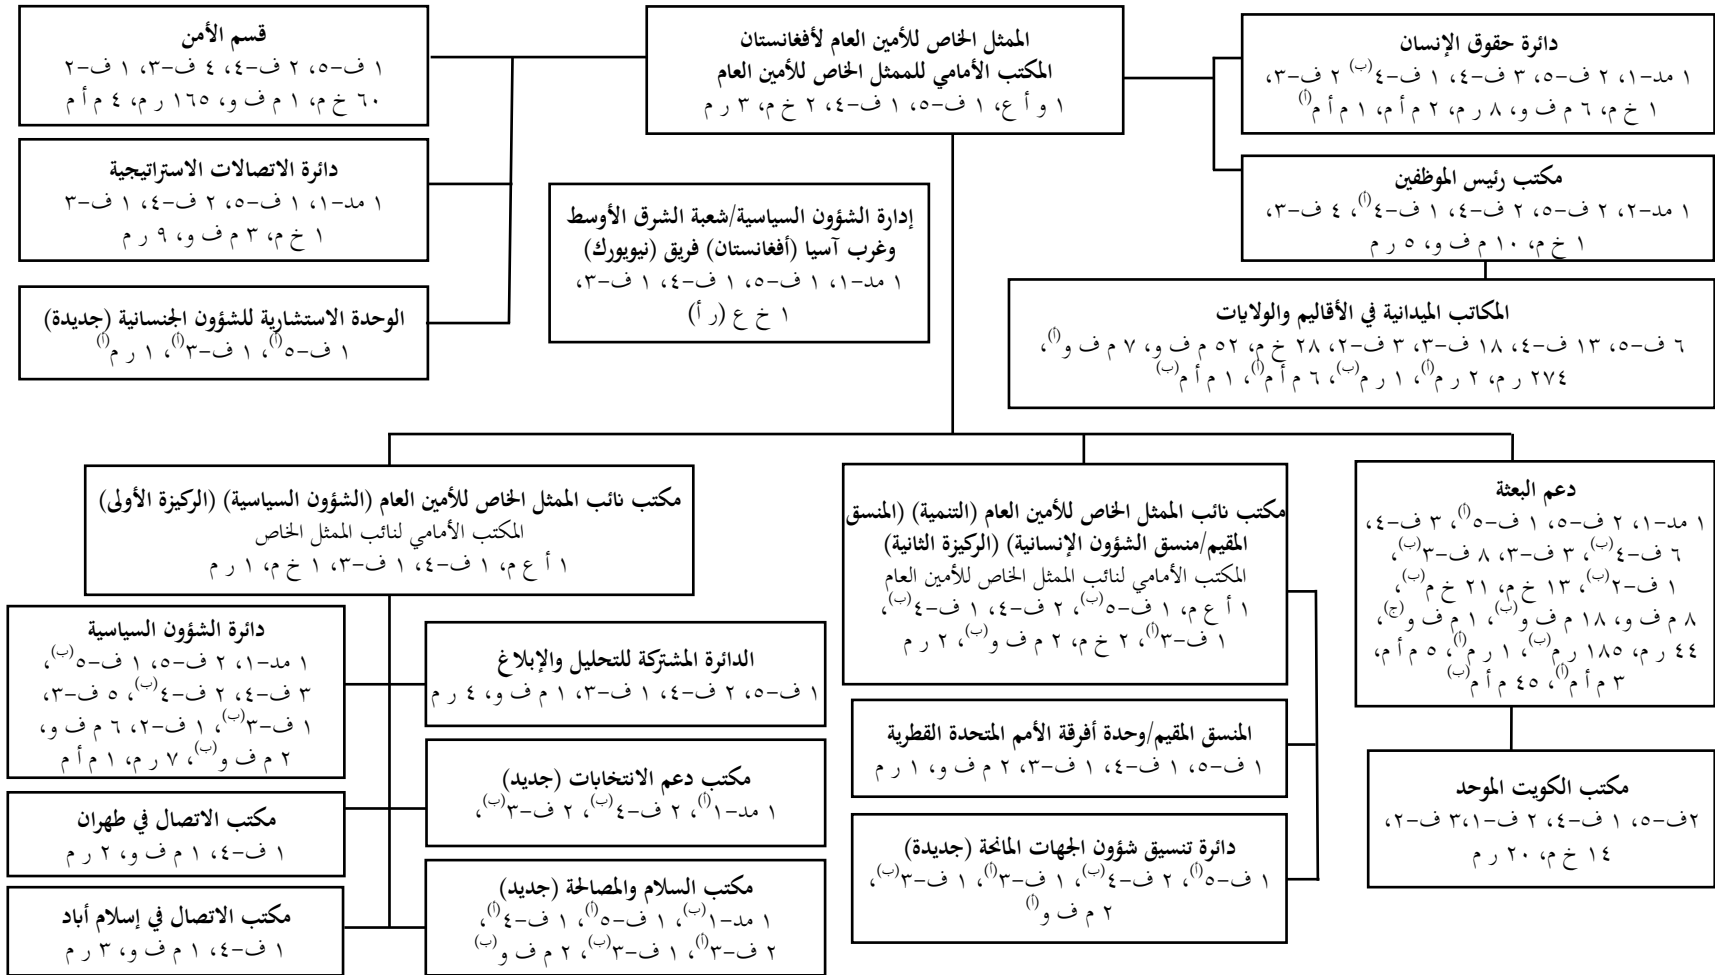 الممثل الخاص للأمين العام لأفغانستان
المكتب الأمامي للممثل الخاص للأمين العام
١ و أ ع، ١ ف-٥، ١ ف-٤، ٢ خ م، ٣ ر م
دائرة حقوق الإنسان
١ مد-١، ٢ ف-٥، ٣ ف-٤، ١ ف-٤(ب) ٢ ف-٣،
١ خ م، ٦ م ف و، ٨ ر م، ٢ م أ م، ١ م أ م(أ)
مكتب رئيس الموظفين
١ مد-٢، ٢ ف-٥، ٢ ف-٤، ١ ف-٤(أ)، ٤ ف-٣،
١ خ م، ١٠ م ف و، ٥ ر م
المكاتب الميدانية في الأقاليم والولايات
٦ ف-٥، ١٣ ف-٤، ١٨ ف-٣، ٣ ف-٢، ٢٨ خ م، ٥٢ م ف و، ٧ م ف و(أ)،
٢٧٤ ر م، ٢ ر م(أ)، ١ ر م(ب)، ٦ م أ م(أ)، ١ م أ م(ب)
قسم الأمن
١ ف-٥، ٢ ف-٤، ٤ ف-٣، ١ ف-٢
٦٠ خ م، ١ م ف و، ١٦٥ ر م، ٤ م أ م
دائرة الاتصالات الاستراتيجية
١ مد-١، ١ ف-٥، ٢ ف-٤، ١ ف-٣
١ خ م، ٣ م ف و، ٩ ر م
الوحدة الاستشارية للشؤون الجنسانية (جديدة)
١ ف-٥(أ)، ١ ف-٣(أ)، ١ ر م(أ)
إدارة الشؤون السياسية/شعبة الشرق الأوسط
وغرب آسيا (أفغانستان) فريق (نيويورك)
١ مد-١، ١ ف-٥، ١ ف-٤، ١ ف-٣،
١ خ ع (ر أ)
دعم البعثة
١ مد-١، ٢ ف-٥، ١ ف-٥(أ)، ٣ ف-٤،
٦ ف-٤(ب)، ٣ ف-٣، ٨ ف-٣(ب)،
١ ف-٢(ب)، ١٣ خ م، ٢١ خ م(ب)،
٨ م ف و، ١٨ م ف و(ب)، ١ م ف و(ج)،
٤٤ ر م، ١٨٥ ر م(ب)، ١ ر م(أ)، ٥ م أ م،
٣ م أ م(أ)، ٤٥ م أ م(ب)
مكتب الكويت الموحد
٢ف-٥، ١ ف-٤، ٢ ف-١،٣ ف-٢،
١٤ خ م، ٢٠ ر م
مكتب نائب الممثل الخاص للأمين العام (التنمية) (المنسق
المقيم/منسق الشؤون الإنسانية) (الركيزة الثانية)
المكتب الأمامي لنائب الممثل الخاص للأمين العام
١ أ ع م، ١ ف-٥(ب)، ٢ ف-٤، ١ ف-٤(ب)،
١ ف-٣(أ)، ٢ خ م، ٢ م ف و(ب)، ٢ ر م
المنسق المقيم/وحدة أفرقة الأمم المتحدة القطرية
١ ف-٥، ١ ف-٤، ١ ف-٣، ٢ م ف و، ١ ر م
دائرة تنسيق شؤون الجهات المانحة (جديدة)
١ ف-٥(أ)، ٢ ف-٤(ب)، ١ ف-٣(أ)، ١ ف-٣(ب)،
٢ م ف و(أ)
مكتب نائب الممثل الخاص للأمين العام (الشؤون السياسية) (الركيزة الأولى)
المكتب الأمامي لنائب الممثل الخاص
١ أ ع م، ١ ف-٤، ١ ف-٣، ١ خ م، ١ ر م
الدائرة المشتركة للتحليل والإبلاغ
١ ف-٥، ٢ ف-٤، ١ ف-٣، ١ م ف و، ٤ ر م
مكتب دعم الانتخابات (جديد)
١ مد-١(أ)، ٢ ف-٤(ب)، ٢ ف-٣(ب)،
مكتب السلام والمصالحة (جديد)
١ مد-١(ب)، ١ ف-٥(أ)، ١ ف-٤(أ)،
٢ ف-٣(أ)، ١ ف-٣(ب)، ٢ م ف و(ب)
دائرة الشؤون السياسية
١ مد-١، ٢ ف-٥، ١ ف-٥(ب)،
٣ ف-٤، ٢ ف-٤(ب)، ٥ ف-٣،
١ ف-٣(ب)، ١ ف-٢، ٦ م ف و،
٢ م ف و(ب)، ٧ ر م، ١ م أ م
مكتب الاتصال في طهران
١ ف-٤، ١ م ف و، ٢ ر م
مكتب الاتصال في إسلام أباد
١ ف-٤، ١ م ف و، ٣ ر م